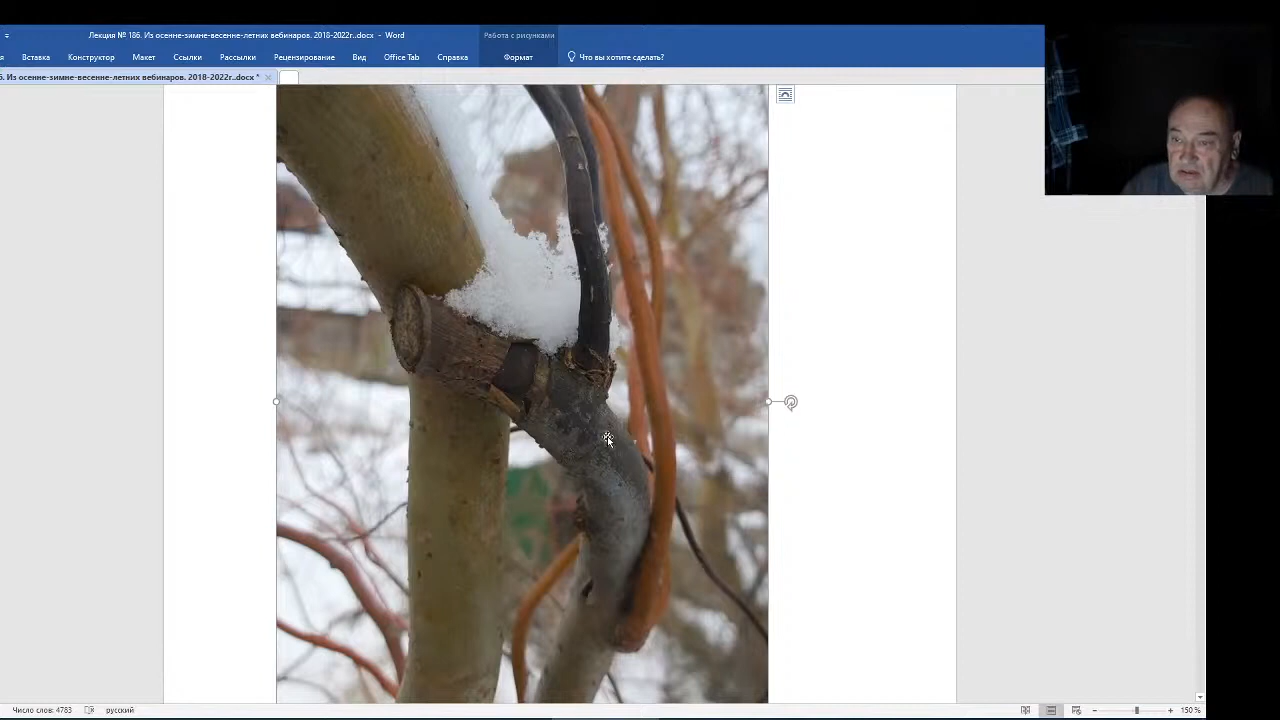 Лекция № 186. Из осенне-зимне-весенне-летних вебинаров. 2018-2022г..docx - Word
Работа с рисунками
Вставка Конструктор Макет Ссылки Рассылки Рецензирование Вид Office Tab Справка Формат Что вы хотите сделать?
6. Из осенне-зимне-весенне-летних вебинаров. 2018-2022г..docx *
Число слов: 4783 русский 150 %